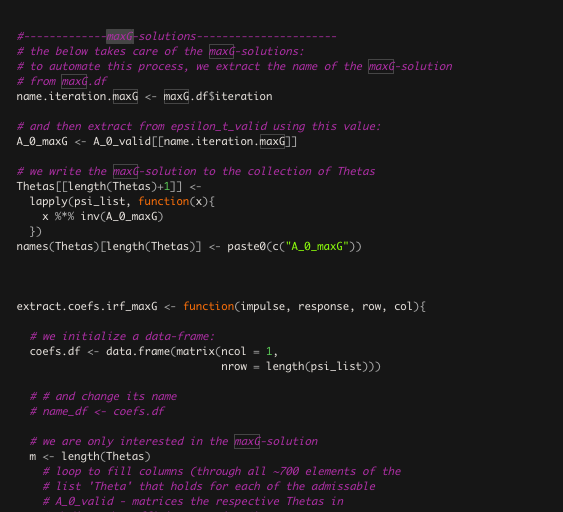 #------------maxG-solutions---------------------
# the below takes care of the maxG-solutions:
# to automate this process, we extract the name of the maxG-solution
# from maxG.df
name.iteration.maxG <- maxG.df$iteration
# and then extract from epsilon_t_valid using this value:
A_0_maxG <- A_0_valid[[name.iteration.maxG]]
# we write the maxG-solution to the collection of Thetas
Thetas[[length(Thetas)+1]] <-
lapply(psi_list, function(x){
x %*% inv(A_0_maxG)
})
names(Thetas)[length(Thetas)] <- paste0(c("A_0_maxG"))
extract.coefs.irf_maxG <- function(impulse, response, row, col){
# we initialize a data-frame:
coefs.df <- data.frame(matrix(ncol = 1,
nrow = length(psi_list)))
# # and change its name
# name_df <- coefs.df
# we are only interested in the maxG-solution
m <- length(Thetas)
# loop to fill columns (through all ~700 elements of the
# list 'Theta' that holds for each of the admissable
# A_0_valid - matrices the respective Thetas in